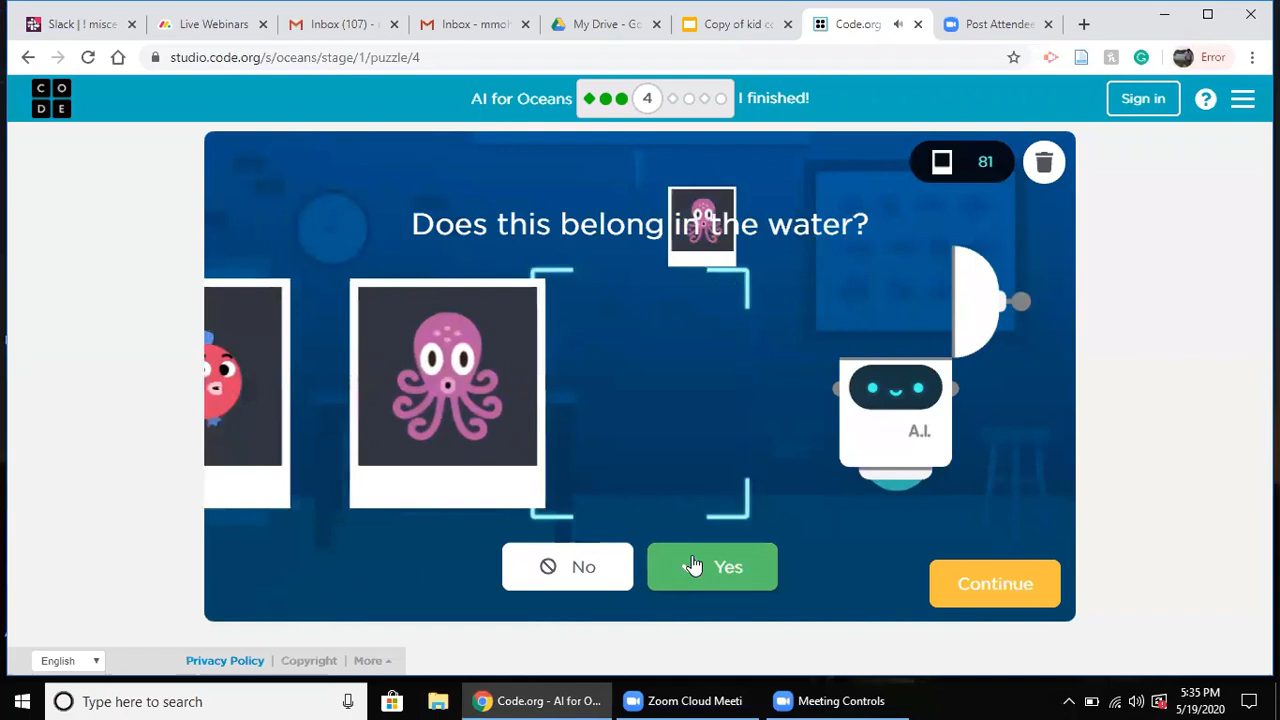 Slack | ! misce
Live Webinars
Inbox (107) -
Inbox - mmoh
My Drive - Go
Copy of kid co
Code.org
Post Attendee
studio.code.org/s/oceans/stage/1/puzzle/4
Error
C O
D E
AI for Oceans
4
I finished!
Sign in
?
81
Does this belong in the water?
A.I.
No
Yes
Continue
English
Privacy Policy | Copyright | More
Type here to search
Code.org - AI for O...
Zoom Cloud Meeti
Meeting Controls
5:35 PM
5/19/2020